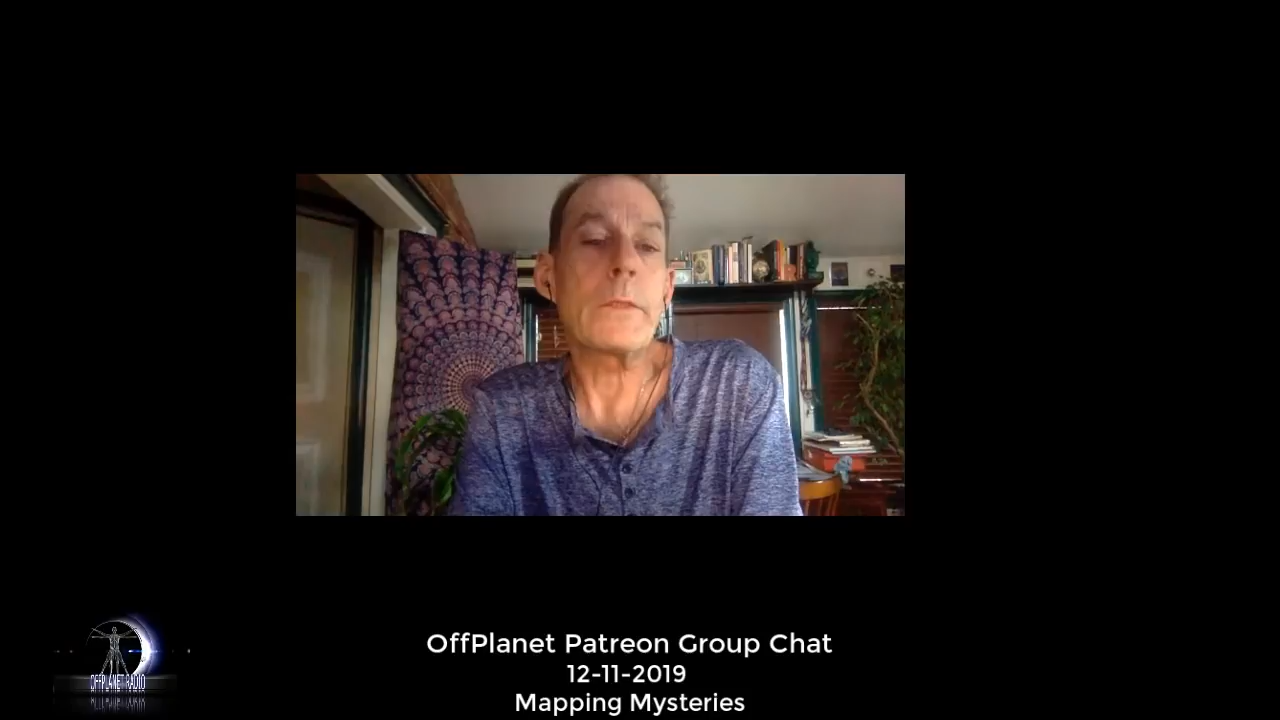 OFFPLANET RADIO
OffPlanet Patreon Group Chat
12-11-2019
Mapping Mysteries